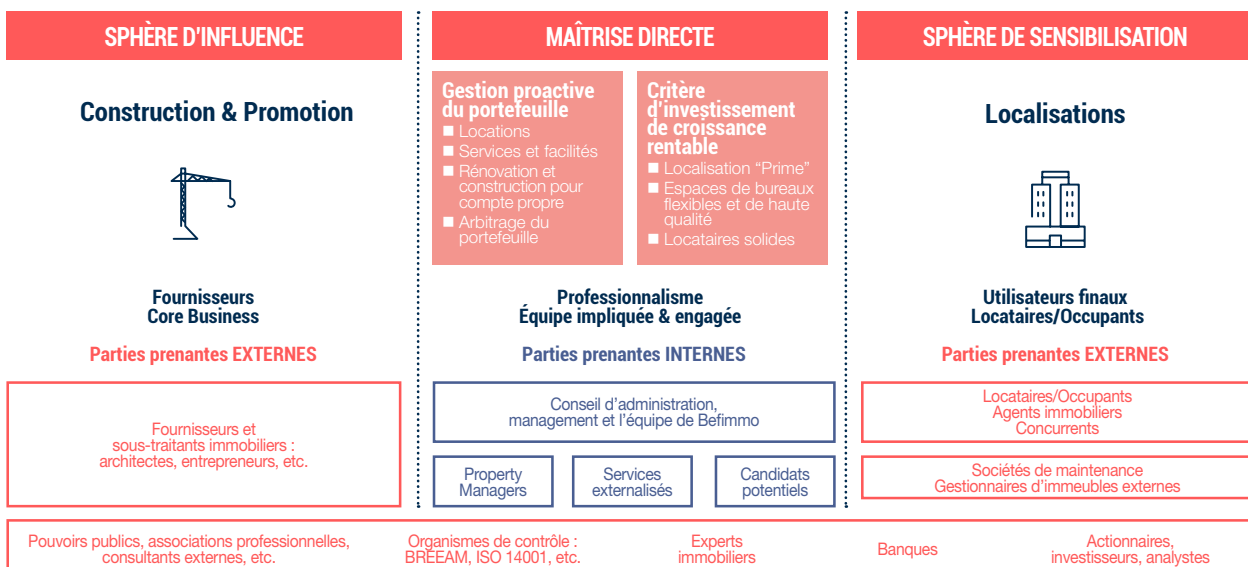 SPHÈRE D'INFLUENCE
Construction & Promotion
Fournisseurs
Core Business
Parties prenantes EXTERNES
Fournisseurs et
sous-traitants immobiliers :
architectes, entrepreneurs, etc.
MAÎTRISE DIRECTE
Gestion proactive
du portefeuille
Locations
Services et facilités
Rénovation et
construction pour
compte propre
Arbitrage du
portefeuille
Critère
d'investissement
de croissance
rentable
Localisation “Prime”
Espaces de bureaux
flexibles et de haute
qualité
Locataires solides
Professionnalisme
Équipe impliquée & engagée
Parties prenantes INTERNES
Conseil d’administration,
management et l’équipe de Befimmo
Property
Managers
Services
externalisés
Candidats
potentiels
SPHÈRE DE SENSIBILISATION
Localisations
Utilisateurs finaux
Locataires/Occupants
Parties prenantes EXTERNES
Locataires/Occupants
Agents immobiliers
Concurrents
Sociétés de maintenance
Gestionnaires d’immeubles externes
Pouvoirs publics, associations professionnelles,
consultants externes, etc.
Organismes de contrôle :
BREEAM, ISO 14001, etc.
Experts
immobiliers
Banques
Actionnaires,
investisseurs, analystes